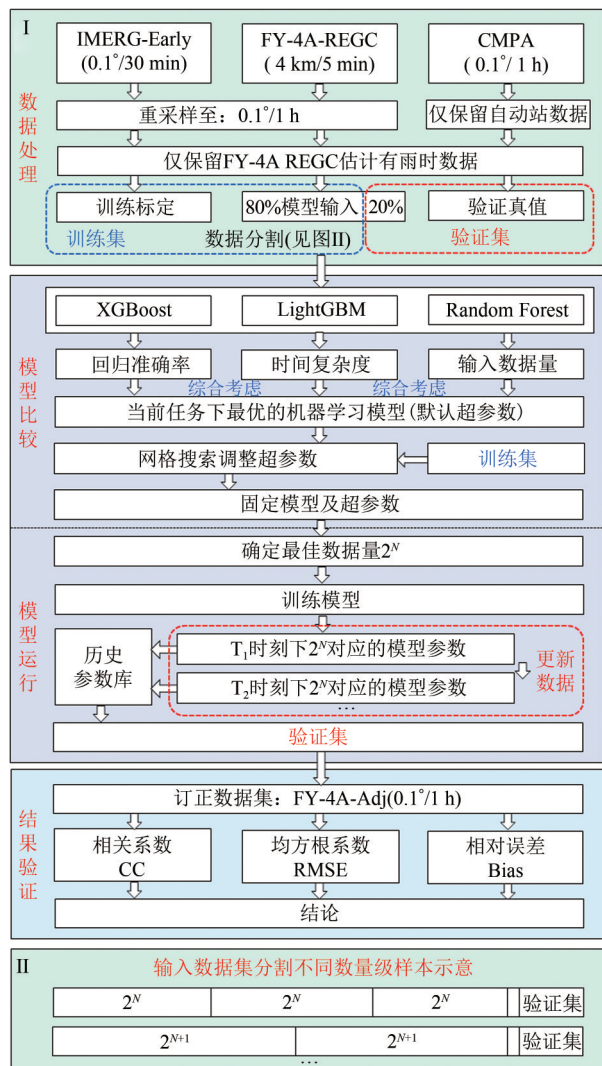 I
IMERG-Early
(0.1°/30 min)
FY-4A-REGC
( 4 km/5 min)
CMPA
( 0.1°/ 1 h)
数据处理
重采样至：0.1°/1 h
仅保留自动站数据
仅保留FY-4A REGC估计有雨时数据
训练标定
80%模型输入
20%
验证真值
训练集
数据分割(见图II)
验证集
模型比较
XGBoost
LightGBM
Random Forest
回归准确率
时间复杂度
输入数据量
综合考虑
综合考虑
当前任务下最优的机器学习模型(默认超参数)
网格搜索调整超参数
训练集
固定模型及超参数
模型运行
确定最佳数据量2ᴺ
训练模型
历史
参数库
T₁时刻下2ᴺ对应的模型参数
T₂时刻下2ᴺ对应的模型参数
…
更新
数据
验证集
结果验证
订正数据集：FY-4A-Adj(0.1°/1 h)
相关系数
CC
均方根系数
RMSE
相对误差
Bias
结论
II
输入数据集分割不同数量级样本示意
2ᴺ
2ᴺ
2ᴺ
验证集
2ᴺ⁺¹
2ᴺ⁺¹
验证集
…